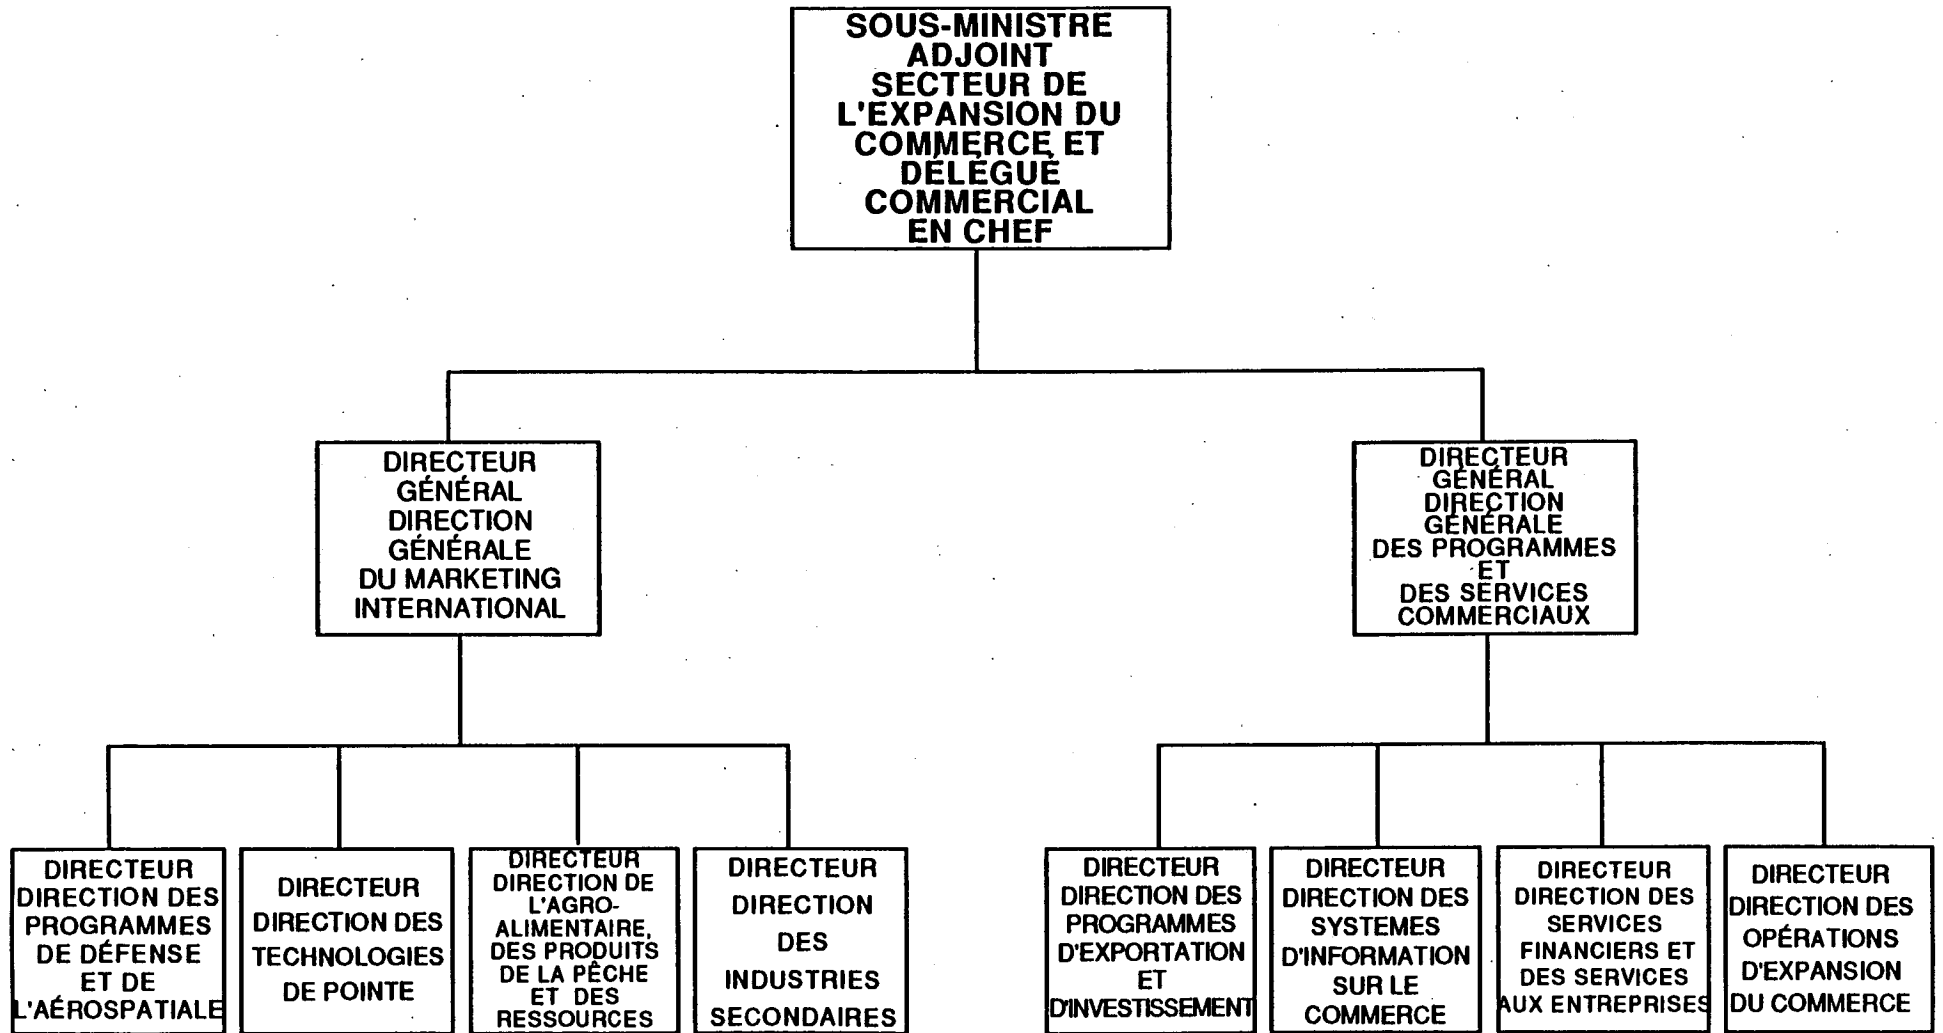 SOUS-MINISTRE
ADJOINT
SECTEUR DE
L'EXPANSION DU
COMMERCE ET
DÉLÉGUÉ
COMMERCIAL
EN CHEF
DIRECTEUR
GÉNÉRAL
DIRECTION
GÉNÉRALE
DU MARKETING
INTERNATIONAL
DIRECTEUR
GÉNÉRAL
DIRECTION
GÉNÉRALE
DES PROGRAMMES
ET
DES SERVICES
COMMERCIAUX
DIRECTEUR
DIRECTION DES
PROGRAMMES
DE DÉFENSE
ET DE
L'AÉROSPATIALE
DIRECTEUR
DIRECTION DES
TECHNOLOGIES
DE POINTE
DIRECTEUR
DIRECTION DE
L'AGRO-
ALIMENTAIRE,
DES PRODUITS
DE LA PÊCHE
ET DES
RESSOURCES
DIRECTEUR
DIRECTION
DES
INDUSTRIES
SECONDAIRES
DIRECTEUR
DIRECTION DES
PROGRAMMES
D'EXPORTATION
ET
D'INVESTISSEMENT
DIRECTEUR
DIRECTION DES
SYSTEMES
D'INFORMATION
SUR LE
COMMERCE
DIRECTEUR
DIRECTION DES
SERVICES
FINANCIERS ET
DES SERVICES
AUX ENTREPRISES
DIRECTEUR
DIRECTION DES
OPÉRATIONS
D'EXPANSION
DU COMMERCE